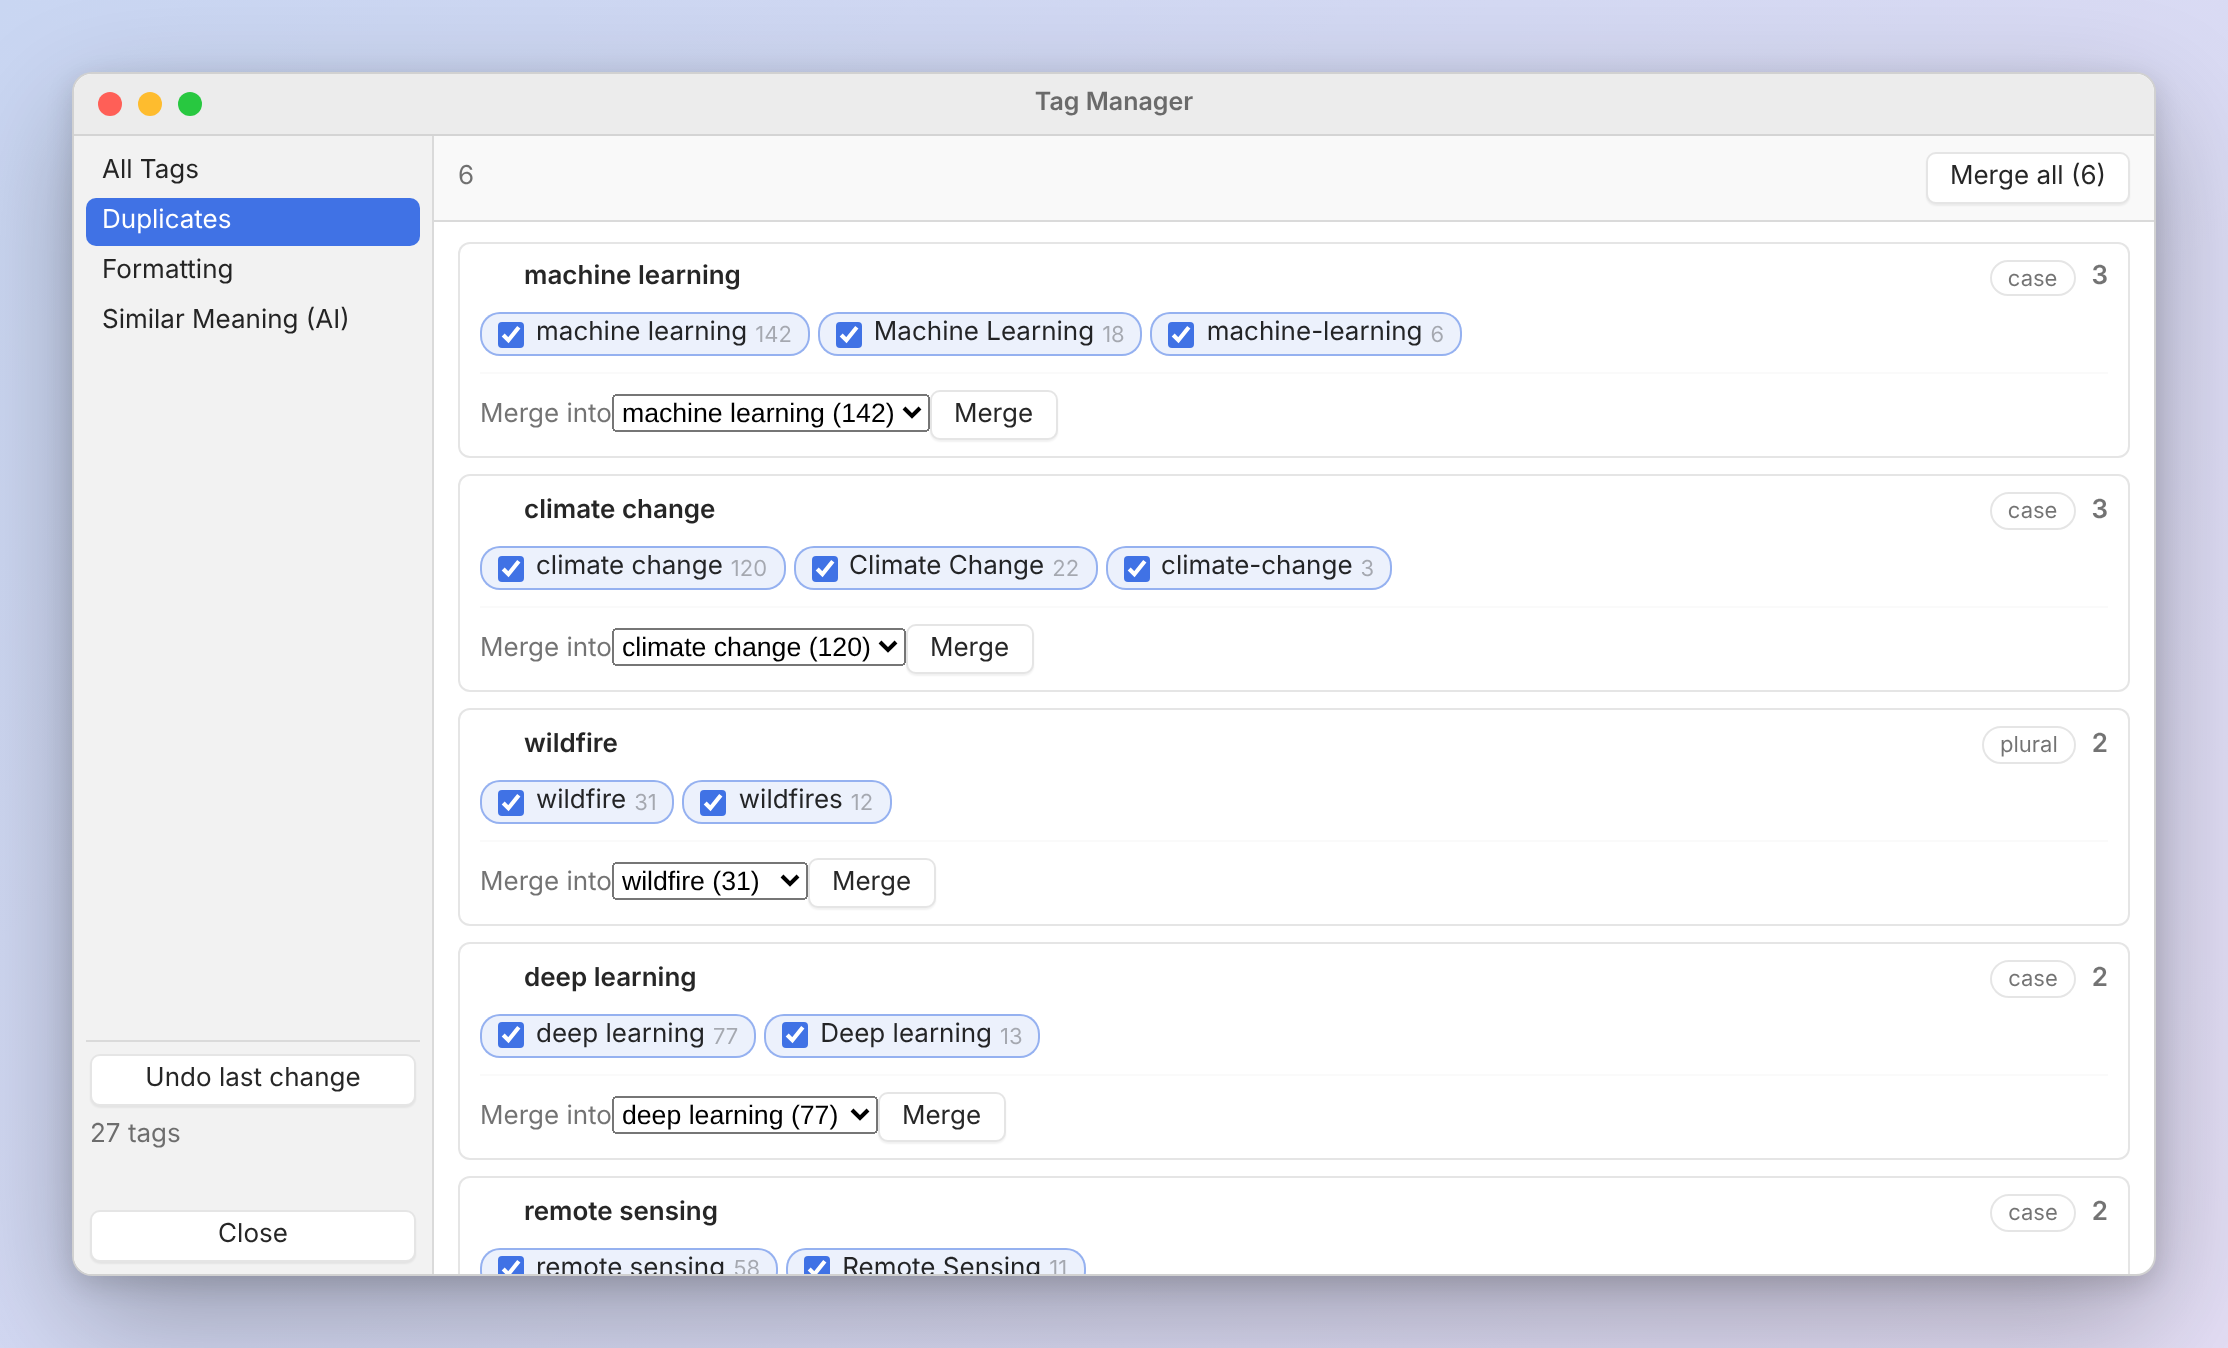 Tag Manager
All Tags
Duplicates
Formatting
Similar Meaning (AI)
Undo last change
27 tags
Close
6
Merge all (6)
machine learning case 3
machine learning 142 Machine Learning 18 machine-learning 6
Merge into machine learning (142) Merge
climate change case 3
climate change 120 Climate Change 22 climate-change 3
Merge into climate change (120) Merge
wildfire plural 2
wildfire 31 wildfires 12
Merge into wildfire (31) Merge
deep learning case 2
deep learning 77 Deep learning 13
Merge into deep learning (77) Merge
remote sensing case 2
remote sensing 58 Remote Sensing 11